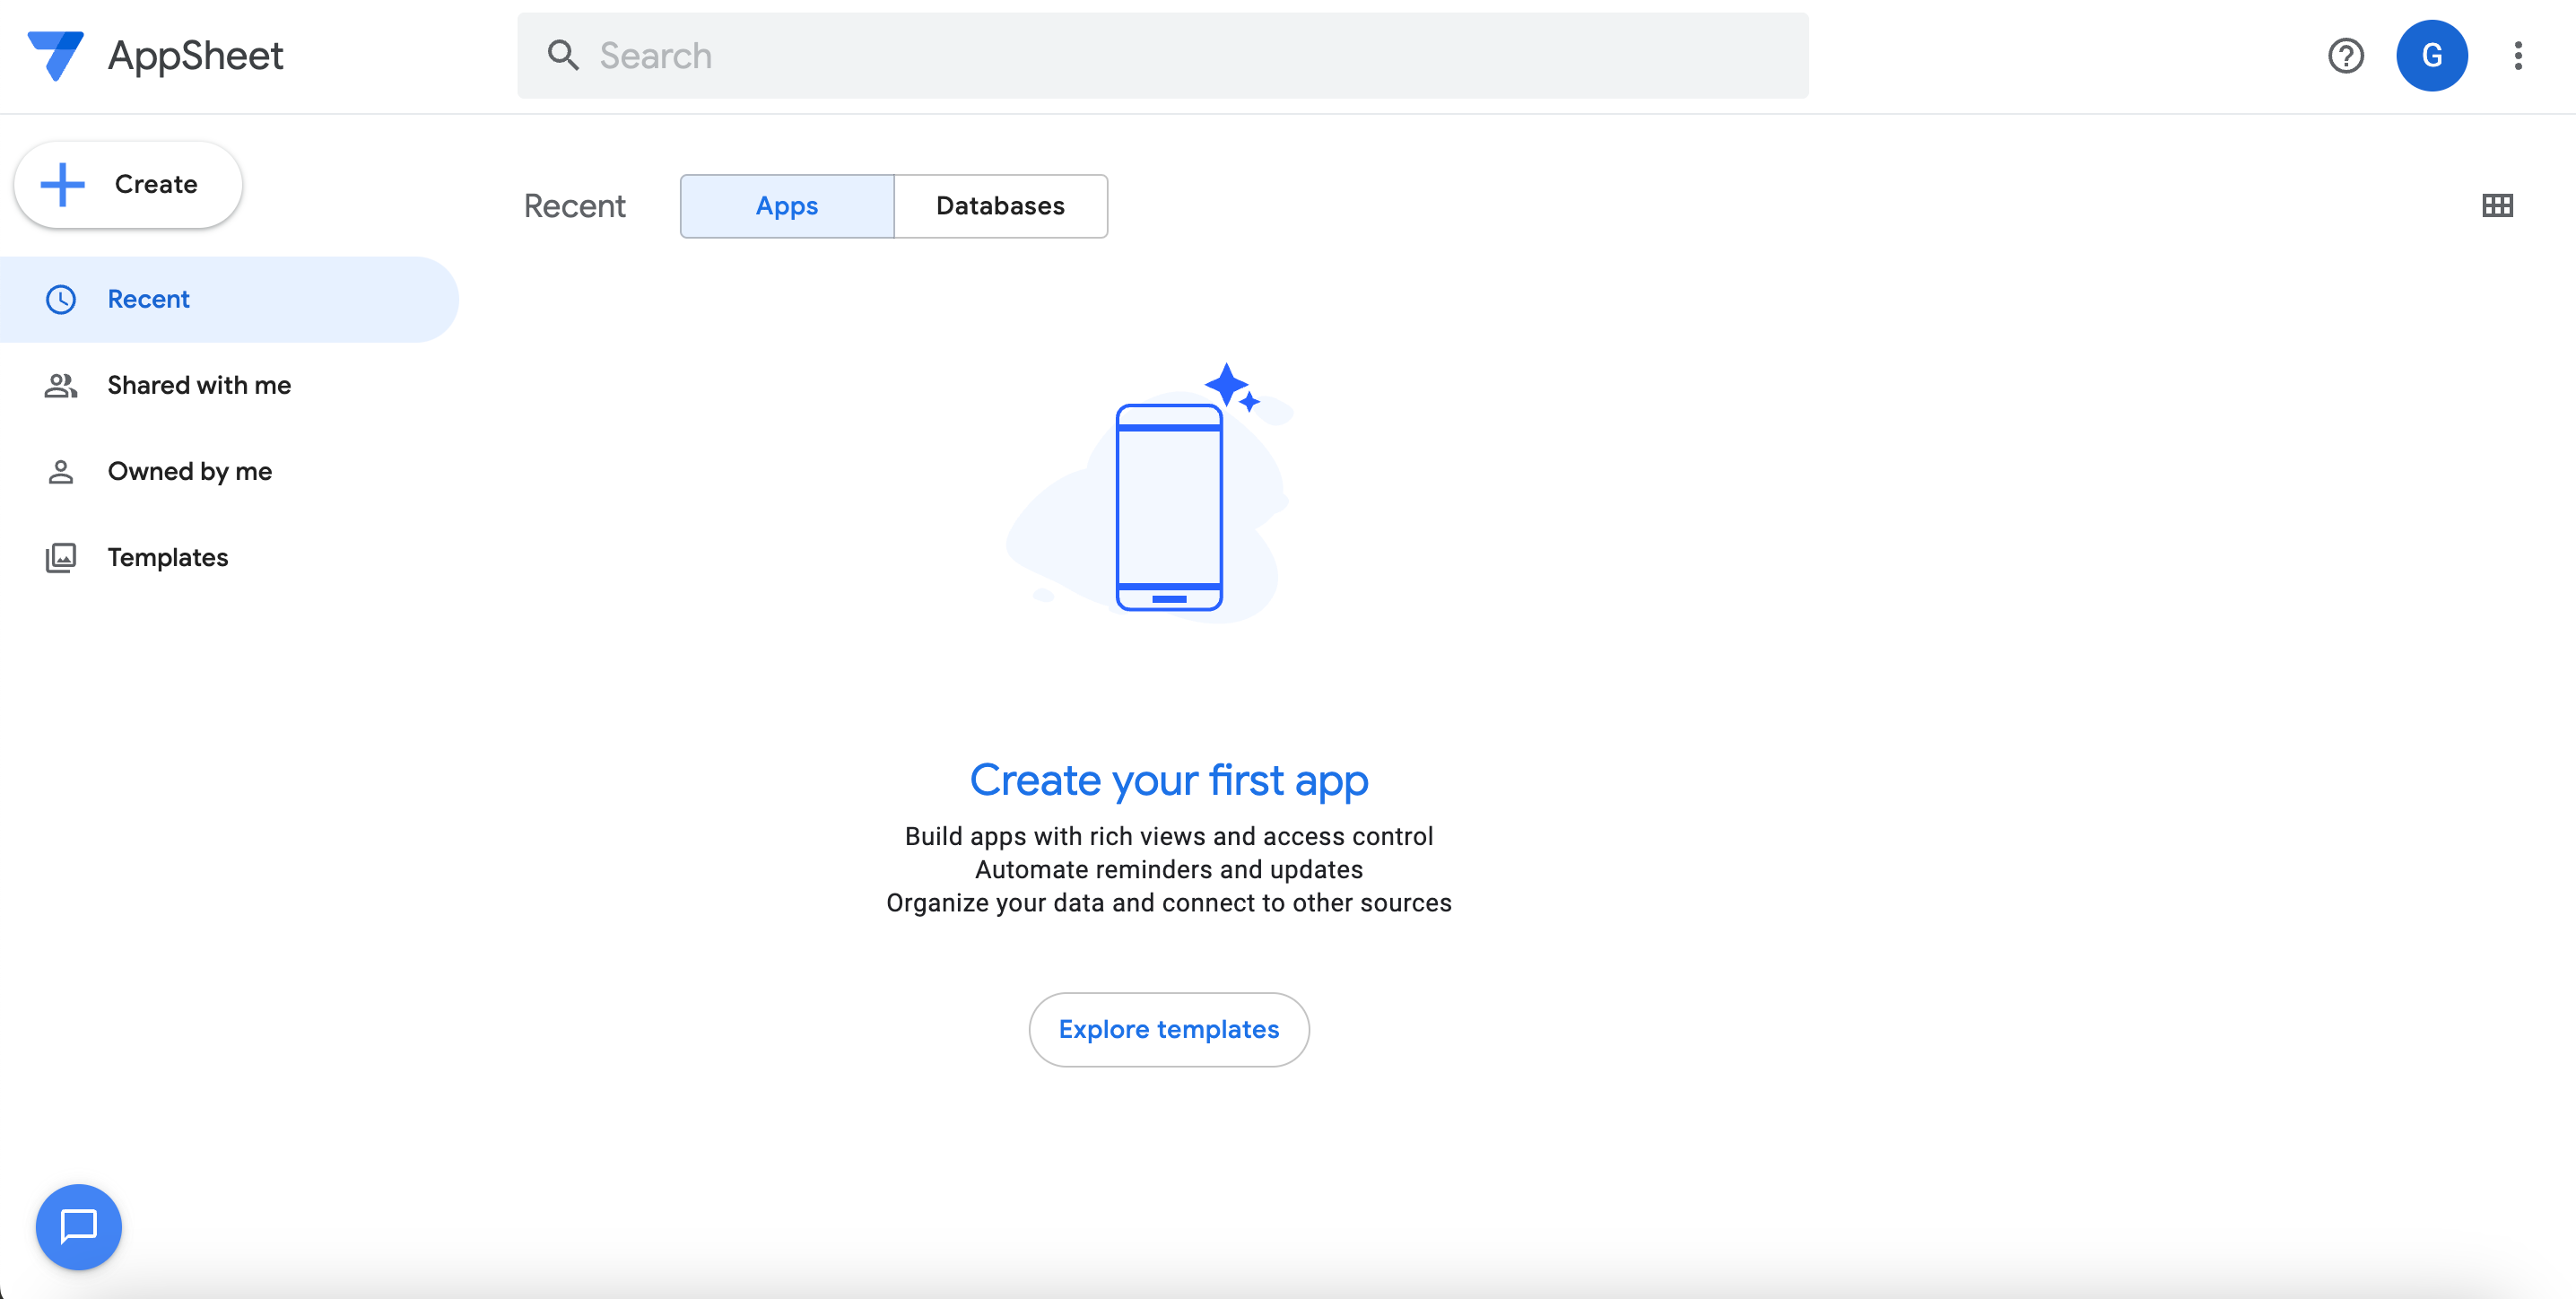 AppSheet
Search
G
Create
Recent
Shared with me
Owned by me
Templates
Recent
Apps
Databases
Create your first app
Build apps with rich views and access control
Automate reminders and updates
Organize your data and connect to other sources
Explore templates